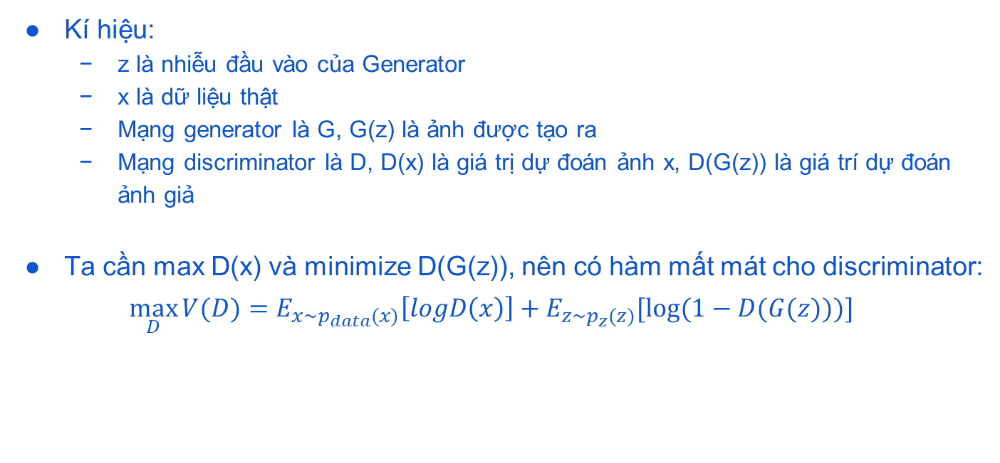 ● Kí hiệu:
− z là nhiễu đầu vào của Generator
− x là dữ liệu thật
− Mạng generator là G, G(z) là ảnh được tạo ra
− Mạng discriminator là D, D(x) là giá trị dự đoán ảnh x, D(G(z)) là giá trí dự đoán
ảnh giả
● Ta cần max D(x) và minimize D(G(z)), nên có hàm mất mát cho discriminator:
$\max_{D} V(D) = E_{x \sim p_{data}(x)}[logD(x)] + E_{z \sim p_z(z)}[\log(1 - D(G(z)))]$